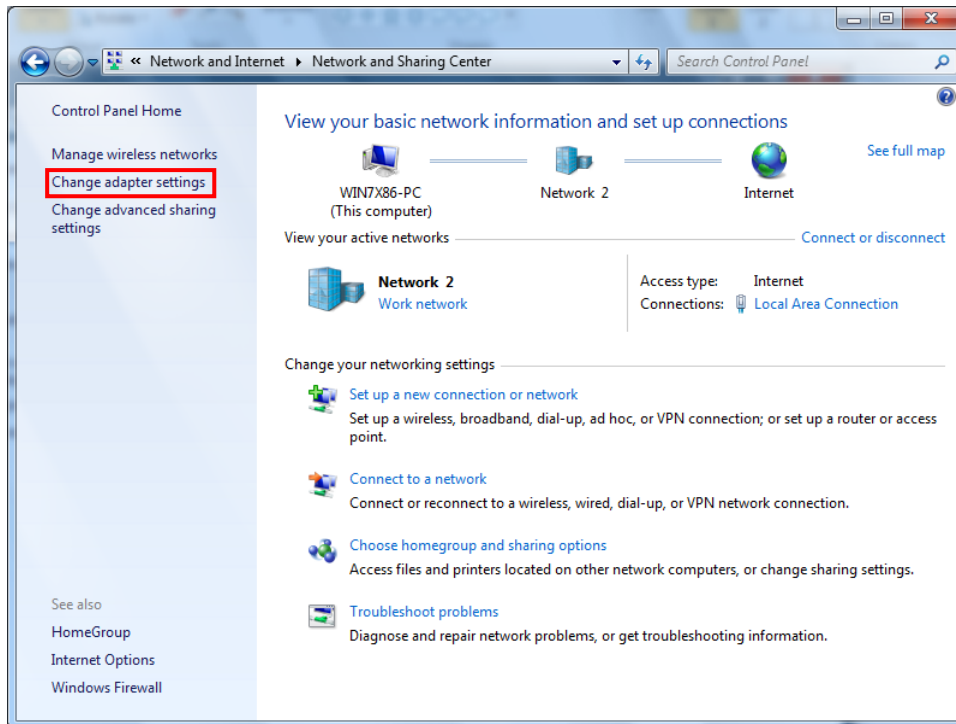 « Network and Internet ▸ Network and Sharing Center
Search Control Panel
Control Panel Home
Manage wireless networks
Change adapter settings
Change advanced sharing
settings
View your basic network information and set up connections
See full map
WIN7X86-PC
(This computer)
Network 2
Internet
View your active networks
Connect or disconnect
Network 2
Work network
Access type: Internet
Connections: Local Area Connection
Change your networking settings
Set up a new connection or network
Set up a wireless, broadband, dial-up, ad hoc, or VPN connection; or set up a router or access
point.
Connect to a network
Connect or reconnect to a wireless, wired, dial-up, or VPN network connection.
Choose homegroup and sharing options
Access files and printers located on other network computers, or change sharing settings.
Troubleshoot problems
Diagnose and repair network problems, or get troubleshooting information.
See also
HomeGroup
Internet Options
Windows Firewall